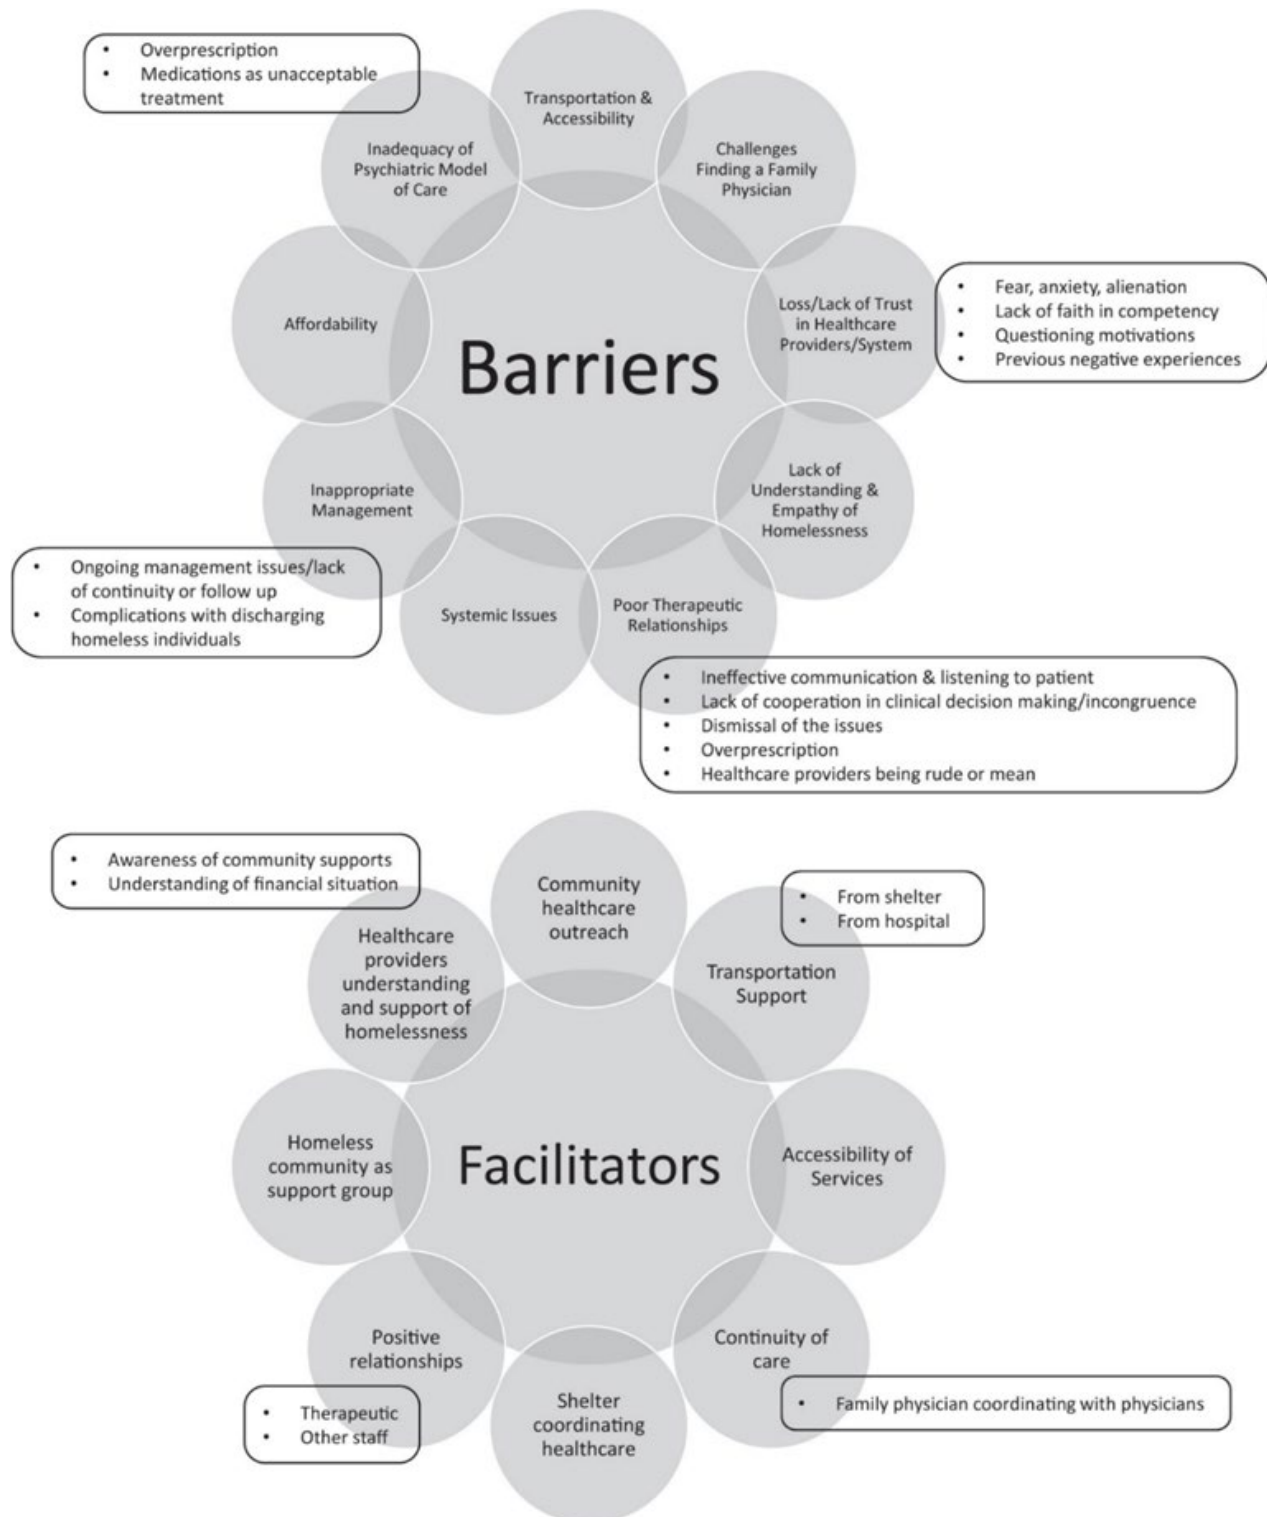 • Overprescription
• Medications as unacceptable
treatment
Transportation &
Accessibility
Inadequacy of
Psychiatric Model
of Care
Challenges
Finding a Family
Physician
Affordability
Loss/Lack of Trust
in Healthcare
Providers/System
• Fear, anxiety, alienation
• Lack of faith in competency
• Questioning motivations
• Previous negative experiences
Barriers
Inappropriate
Management
Lack of
Understanding &
Empathy of
Homelessness
• Ongoing management issues/lack
of continuity or follow up
• Complications with discharging
homeless individuals
Systemic Issues
Poor Therapeutic
Relationships
• Ineffective communication & listening to patient
• Lack of cooperation in clinical decision making/incongruence
• Dismissal of the issues
• Overprescription
• Healthcare providers being rude or mean
• Awareness of community supports
• Understanding of financial situation
Community
healthcare
outreach
• From shelter
• From hospital
Healthcare
providers
understanding
and support of
homelessness
Transportation
Support
Homeless
community as
support group
Facilitators
Accessibility of
Services
Positive
relationships
Continuity of
care
• Therapeutic
• Other staff
Shelter
coordinating
healthcare
• Family physician coordinating with physicians